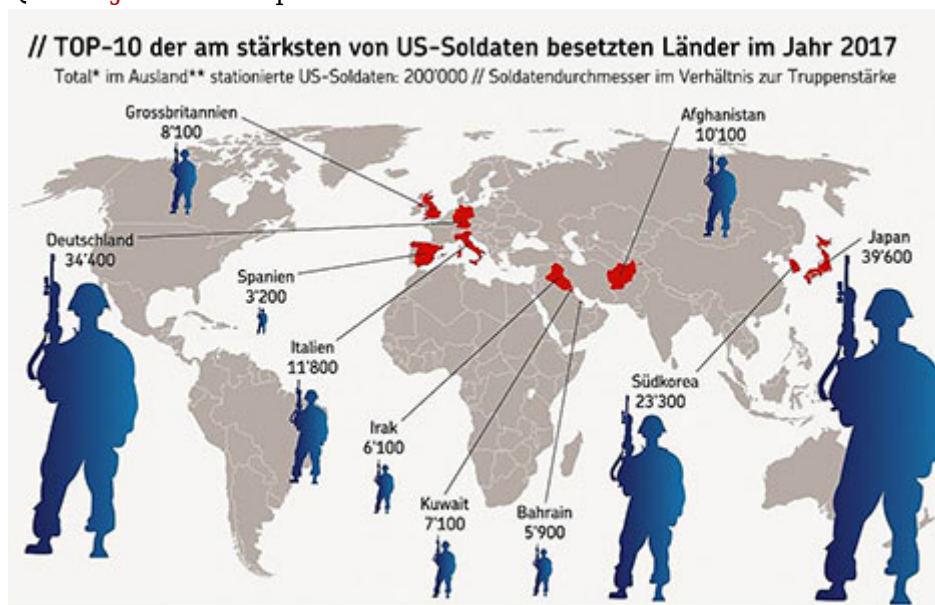 // TOP-10 der am stärksten von US-Soldaten besetzten Länder im Jahr 2017
Total* im Ausland** stationierte US-Soldaten: 200'000 // Soldatendurchmesser im Verhältnis zur Truppenstärke
Grossbritannien
8'100
Afghanistan
10'100
Deutschland
34'400
Japan
39'600
Spanien
3'200
Italien
11'800
Südkorea
23'300
Irak
6'100
Kuwait
7'100
Bahrain
5'900